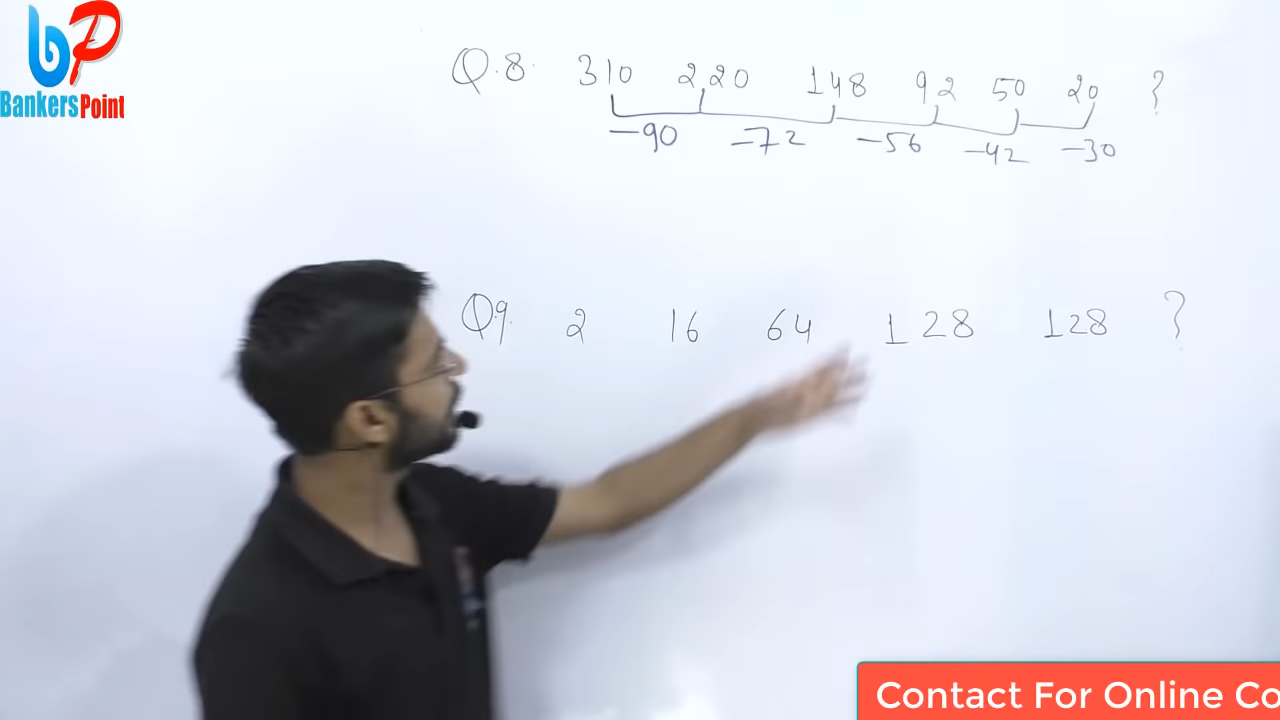 bp
BankersPoint
Q.8. 310 220 148 92 50 20 ?
-90 -72 -56 -42 -30
Q9. 2 16 64 128 128 ?
Contact For Online Co